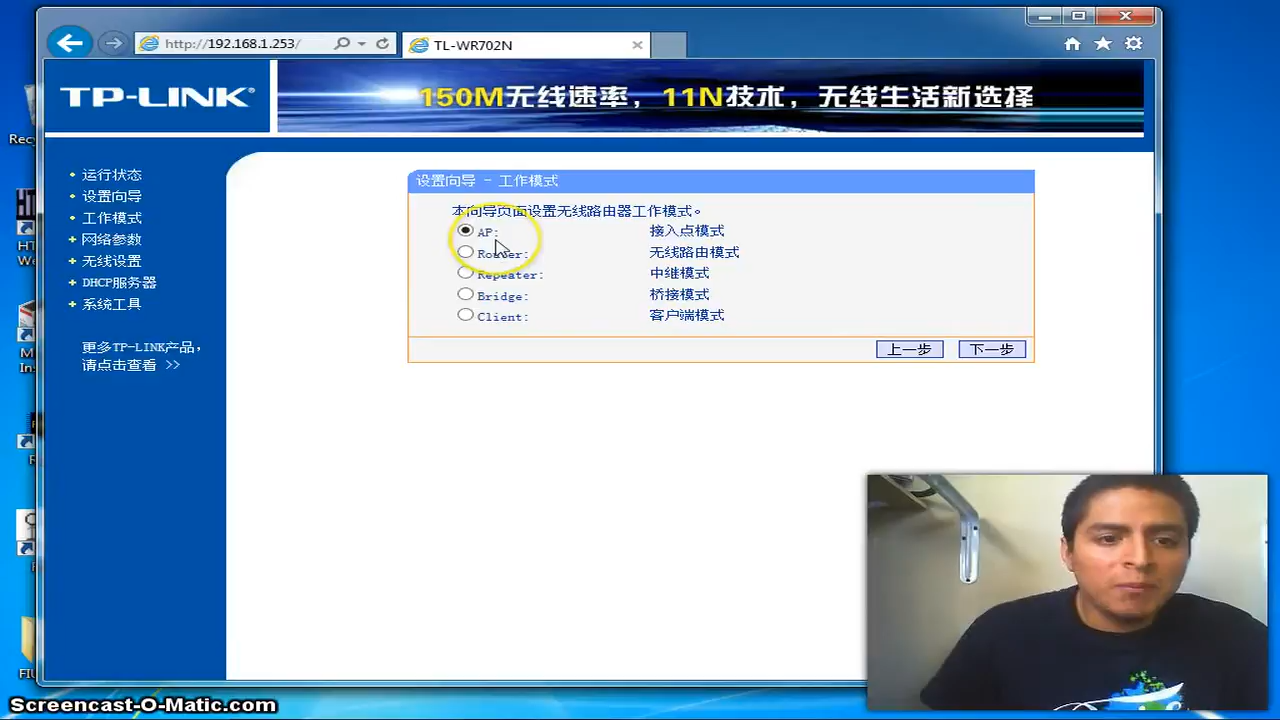 http://192.168.1.253/
TL-WR702N
TP-LINK®
150M无线速率，11N技术，无线生活新选择
Recy
运行状态
设置向导
工作模式
网络参数
无线设置
DHCP服务器
系统工具
更多TP-LINK产品，
请点击查看 >>
设置向导 - 工作模式
本向导页面设置无线路由器工作模式。
AP: 接入点模式
Router: 无线路由模式
Repeater: 中继模式
Bridge: 桥接模式
Client: 客户端模式
上一步 下一步
Screencast-O-Matic.com